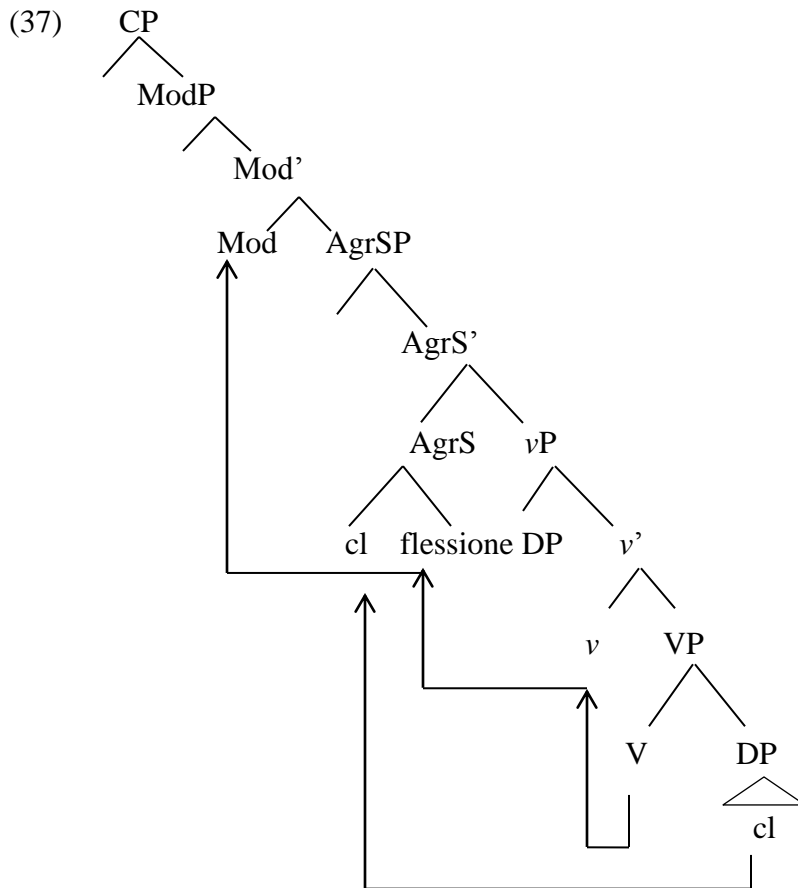 (37) CP
ModP
Mod’
Mod AgrSP
AgrS’
AgrS vP
cl flessione DP v’
v VP
V DP
cl